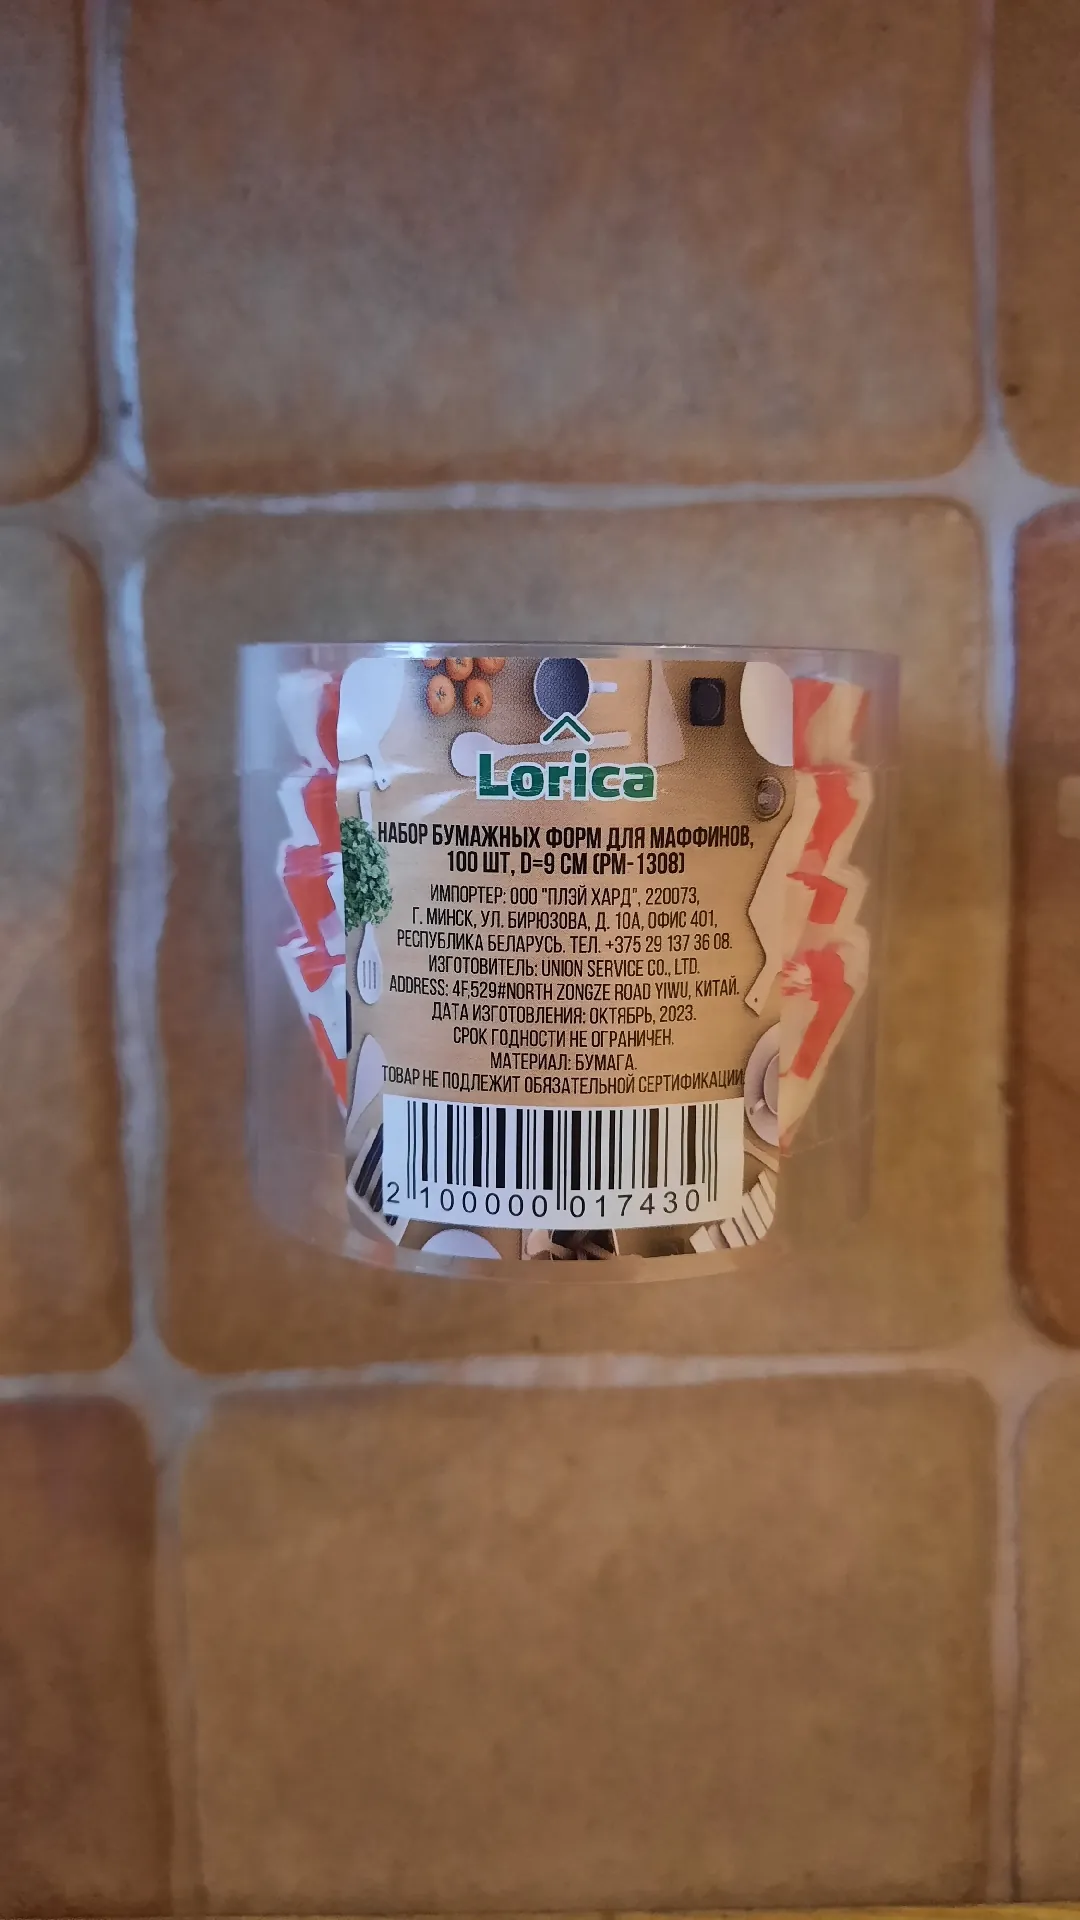 Lorica
НАБОР БУМАЖНЫХ ФОРМ ДЛЯ МАФФИНОВ,
100 ШТ, D=9 СМ (PM-1308)
ИМПОРТЕР: ООО "ПЛЭЙ ХАРД", 220073,
Г. МИНСК, УЛ. БИРЮЗОВА, Д. 10А, ОФИС 401,
РЕСПУБЛИКА БЕЛАРУСЬ. ТЕЛ. +375 29 137 36 08.
ИЗГОТОВИТЕЛЬ: UNION SERVICE CO., LTD.
ADDRESS: 4F,529#NORTH ZONGZE ROAD YIWU, КИТАЙ.
ДАТА ИЗГОТОВЛЕНИЯ: ОКТЯБРЬ, 2023.
СРОК ГОДНОСТИ НЕ ОГРАНИЧЕН.
МАТЕРИАЛ: БУМАГА.
ТОВАР НЕ ПОДЛЕЖИТ ОБЯЗАТЕЛЬНОЙ СЕРТИФИКАЦИИ
2 100000 017430